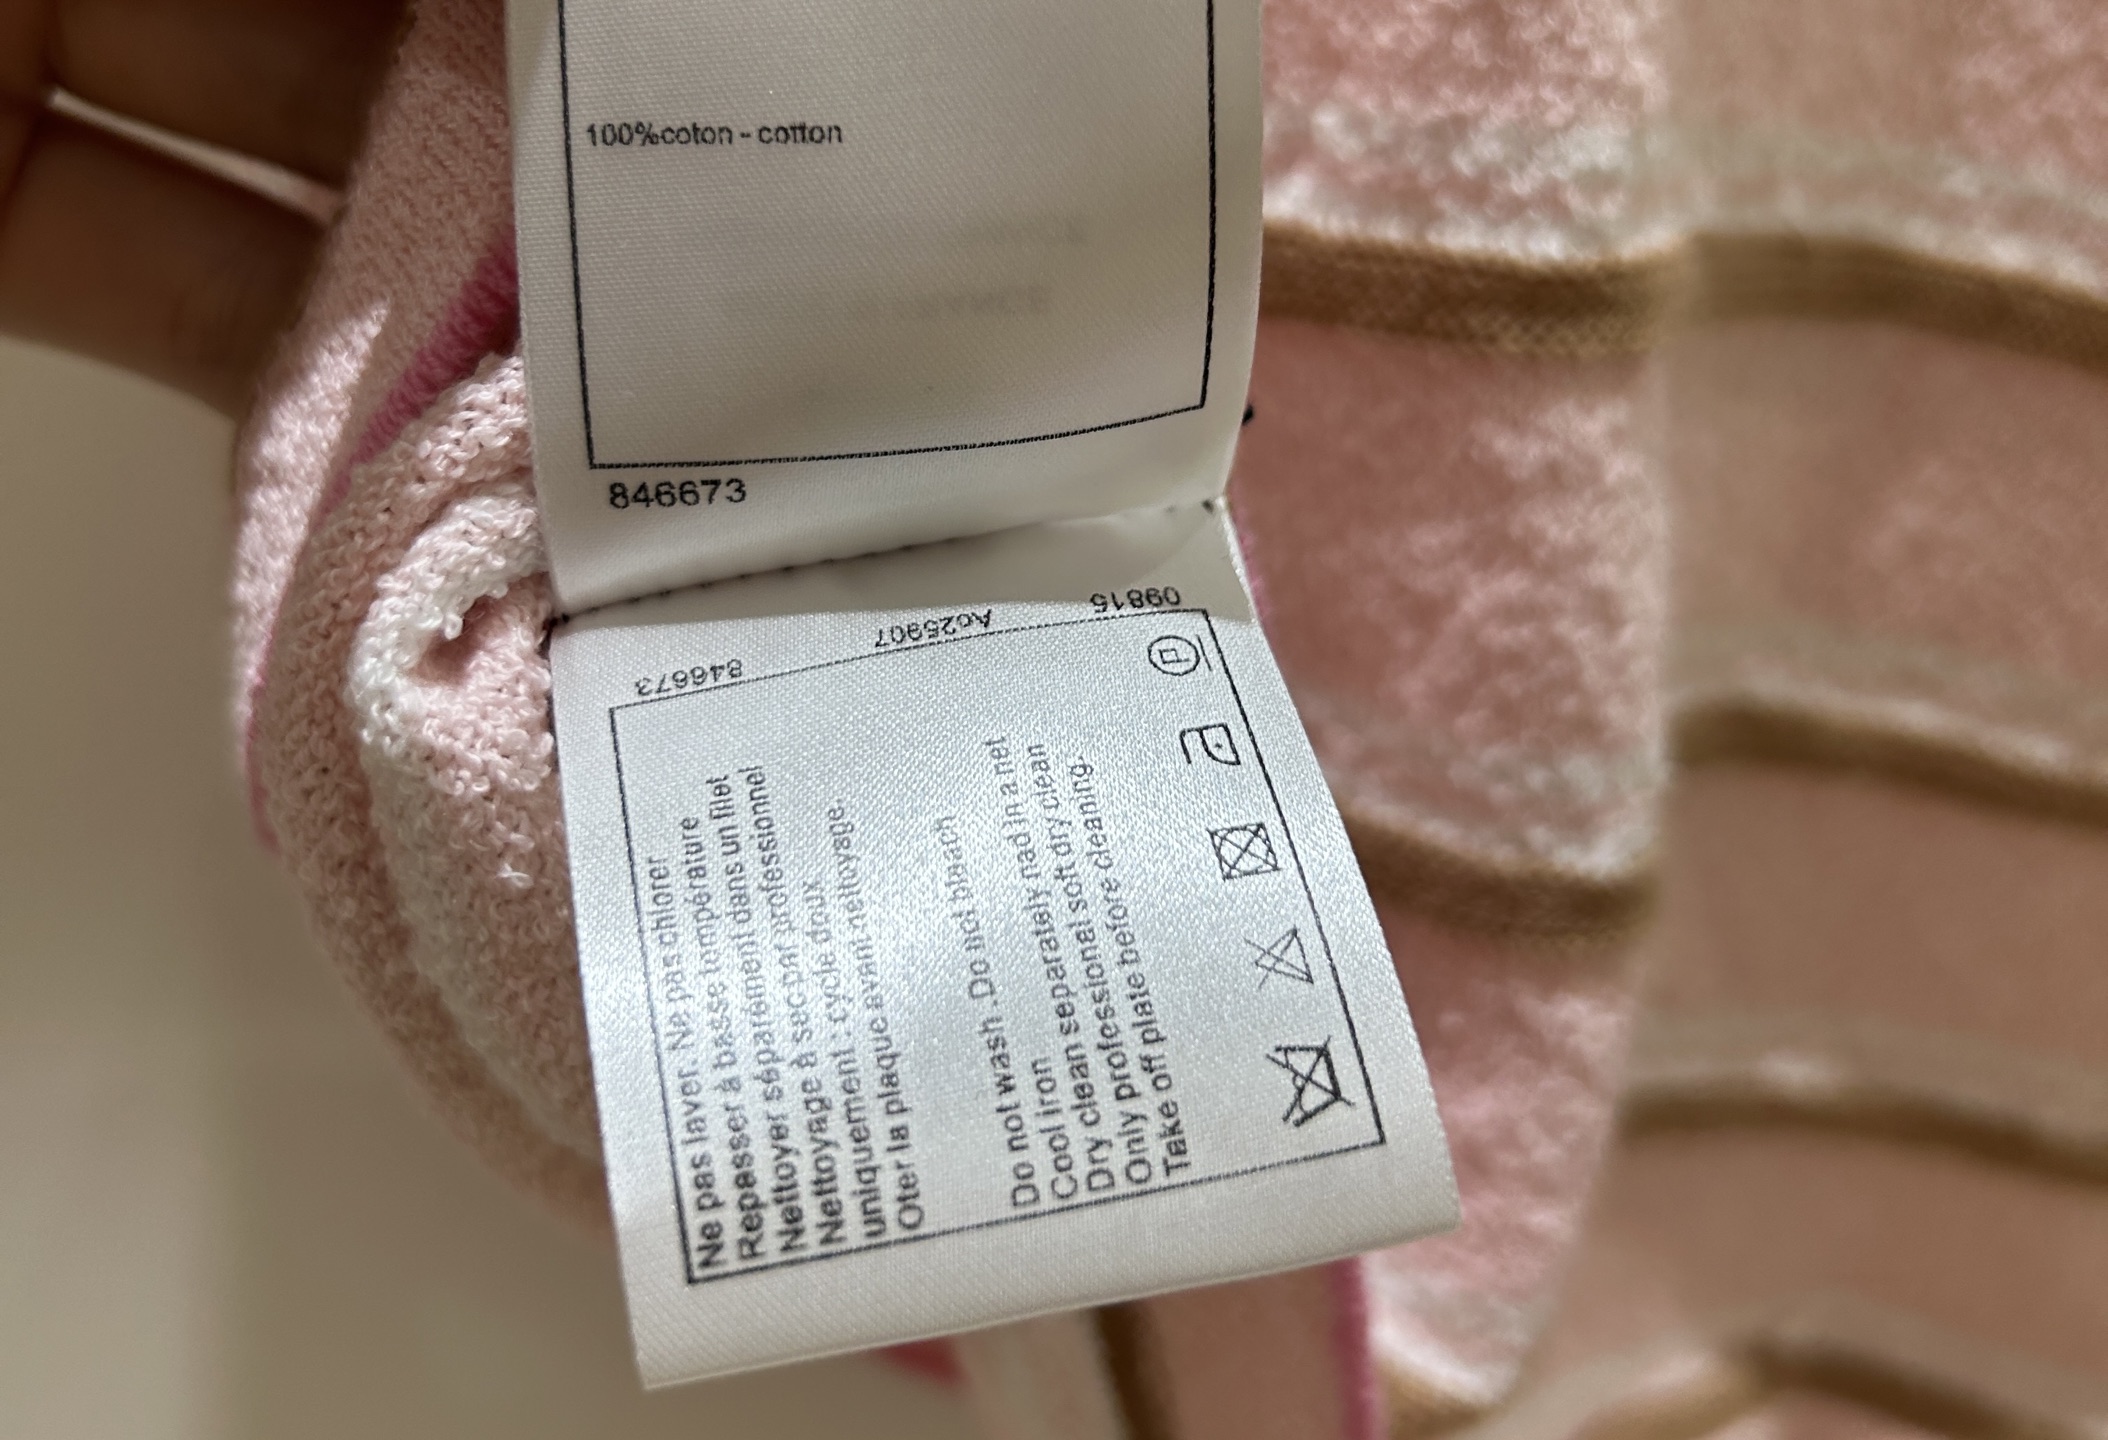 100%coton - cotton
846673
846673
Ac25907
09815
Ne pas laver. Ne pas chlorer
Repasser à basse température
Nettoyer séparément dans un filet
Nettoyage à sec par professionnel
uniquement : cycle doux
Oter la plaque avant nettoyage.
Do not wash . Do not bleach
Cool iron
Dry clean separately nad in a net
Only professional soft dry clean
Take off plate before cleaning.
P